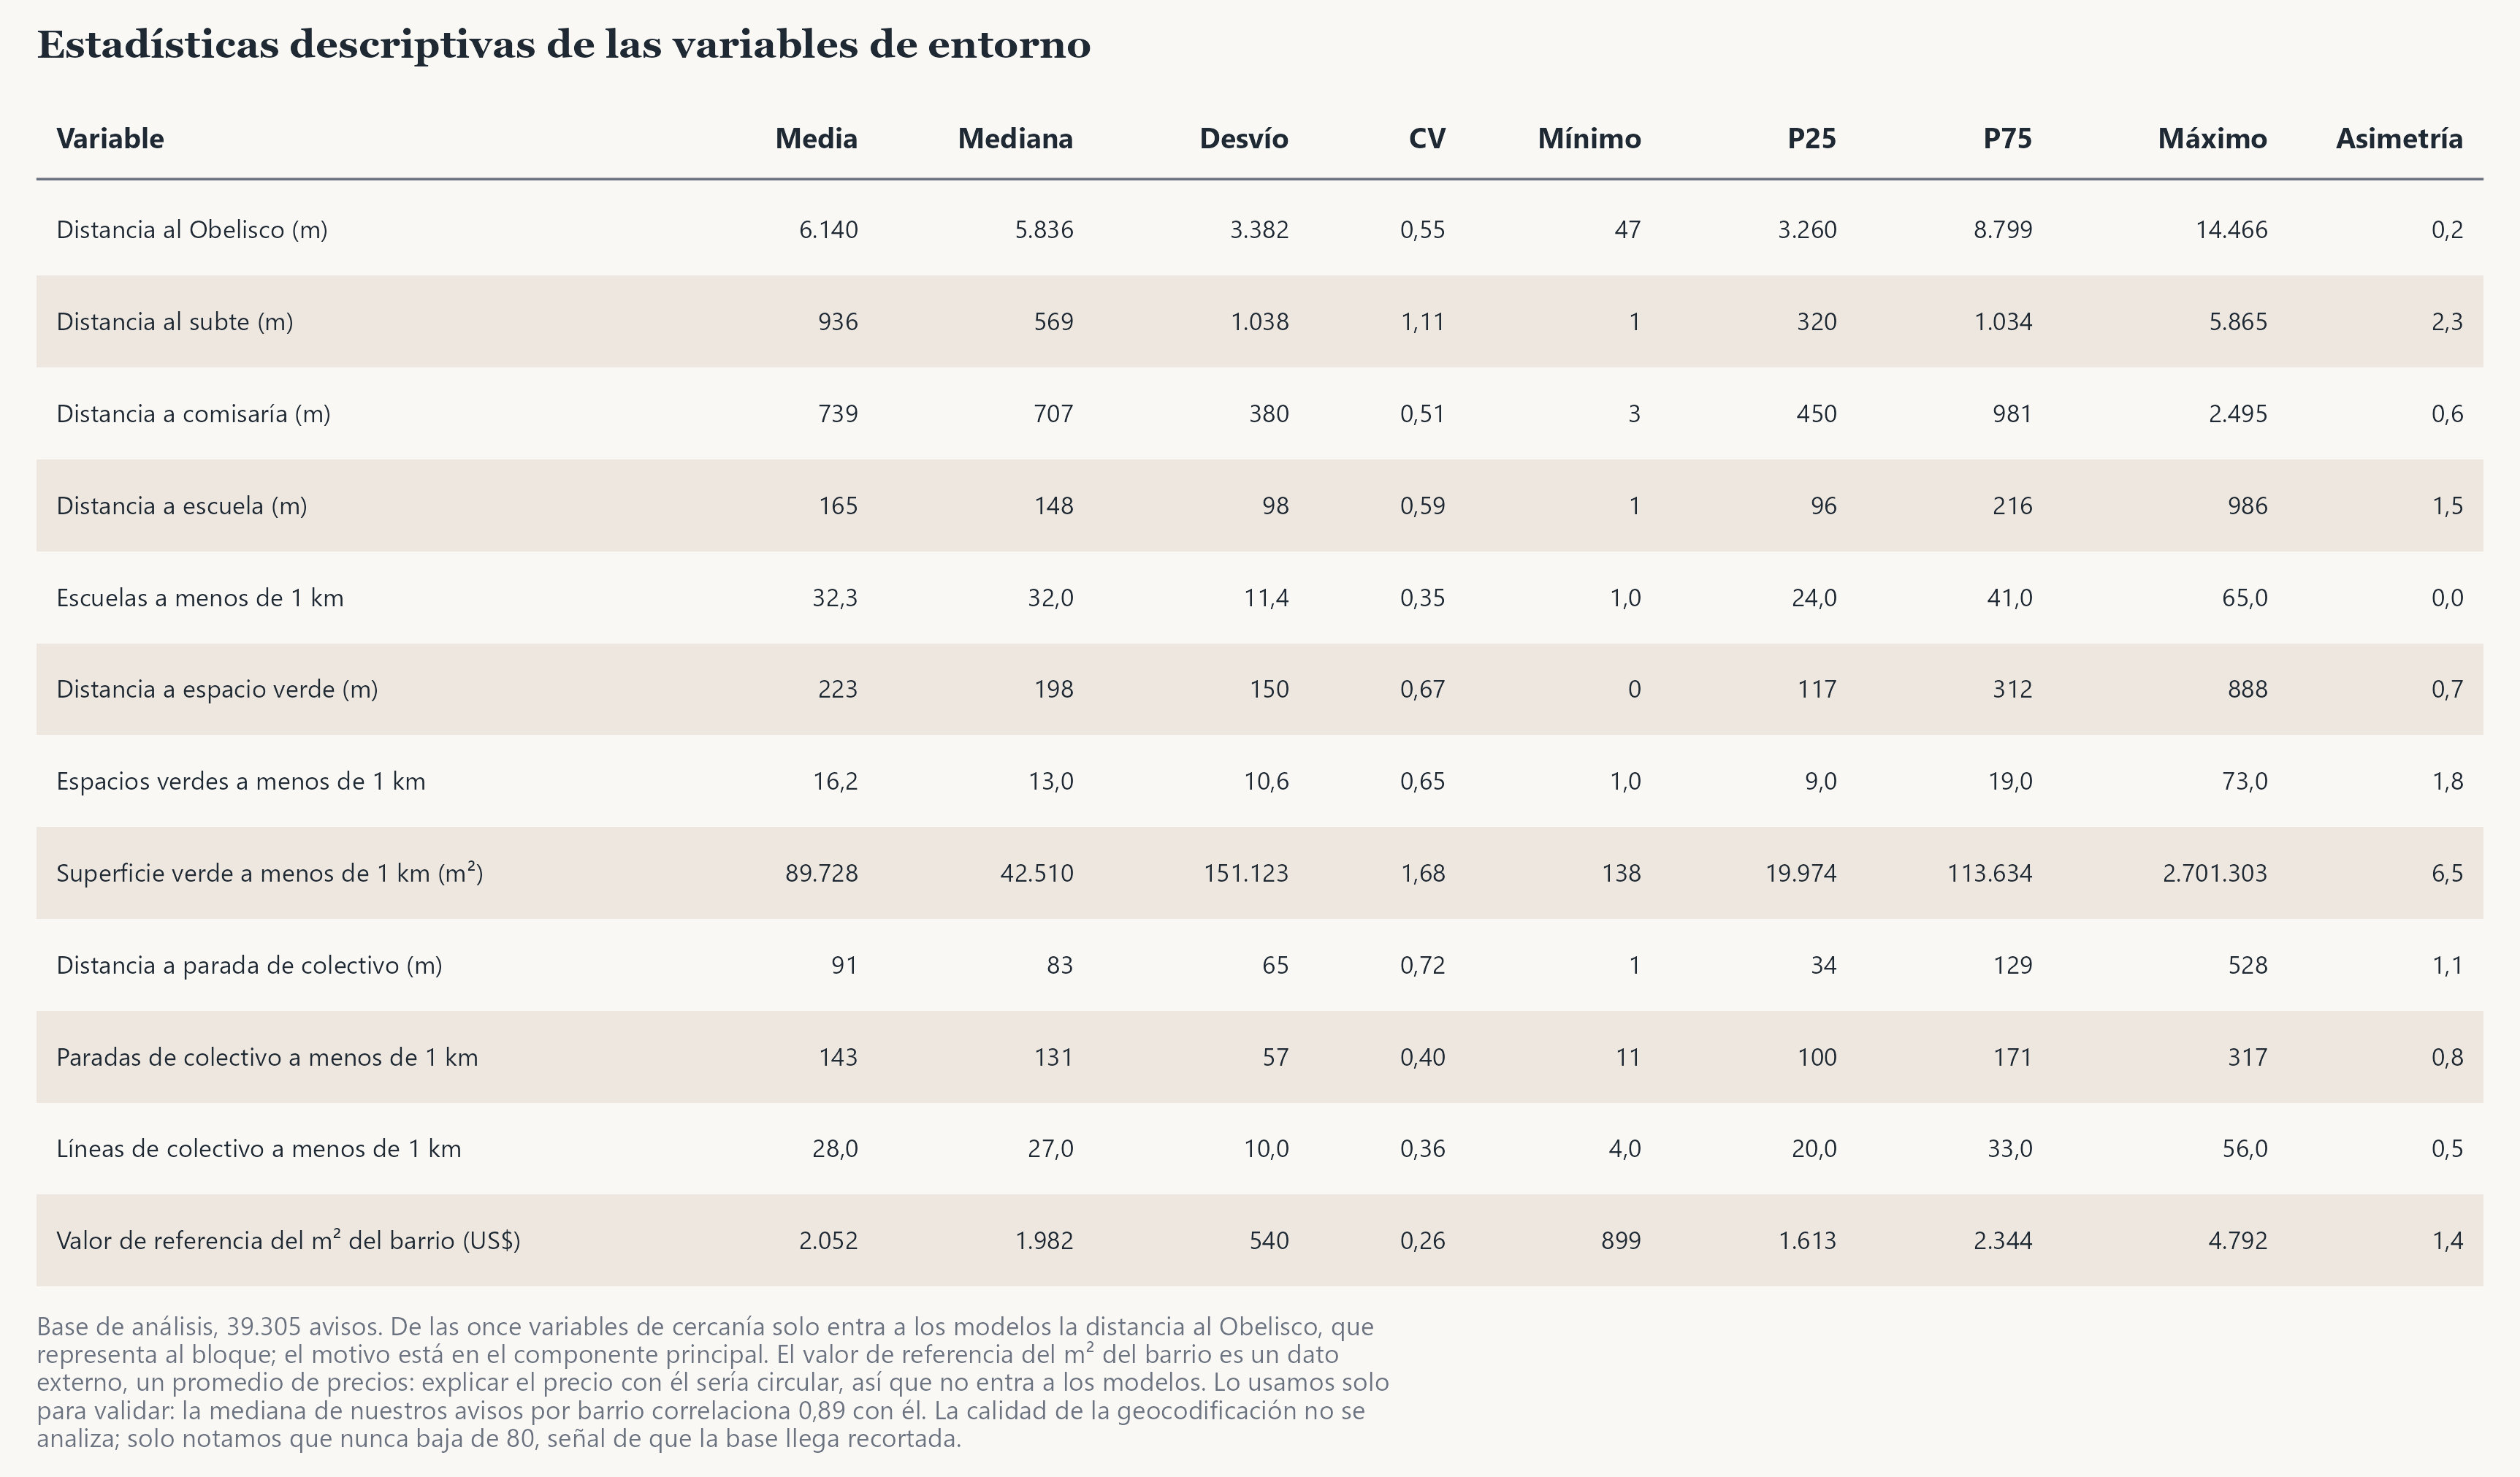 Estadísticas descriptivas de las variables de entorno
Variable Media Mediana Desvío CV Mínimo P25 P75 Máximo Asimetría
Distancia al Obelisco (m) 6.140 5.836 3.382 0,55 47 3.260 8.799 14.466 0,2
Distancia al subte (m) 936 569 1.038 1,11 1 320 1.034 5.865 2,3
Distancia a comisaría (m) 739 707 380 0,51 3 450 981 2.495 0,6
Distancia a escuela (m) 165 148 98 0,59 1 96 216 986 1,5
Escuelas a menos de 1 km 32,3 32,0 11,4 0,35 1,0 24,0 41,0 65,0 0,0
Distancia a espacio verde (m) 223 198 150 0,67 0 117 312 888 0,7
Espacios verdes a menos de 1 km 16,2 13,0 10,6 0,65 1,0 9,0 19,0 73,0 1,8
Superficie verde a menos de 1 km (m²) 89.728 42.510 151.123 1,68 138 19.974 113.634 2.701.303 6,5
Distancia a parada de colectivo (m) 91 83 65 0,72 1 34 129 528 1,1
Paradas de colectivo a menos de 1 km 143 131 57 0,40 11 100 171 317 0,8
Líneas de colectivo a menos de 1 km 28,0 27,0 10,0 0,36 4,0 20,0 33,0 56,0 0,5
Valor de referencia del m² del barrio (US$) 2.052 1.982 540 0,26 899 1.613 2.344 4.792 1,4
Base de análisis, 39.305 avisos. De las once variables de cercanía solo entra a los modelos la distancia al Obelisco, que
representa al bloque; el motivo está en el componente principal. El valor de referencia del m² del barrio es un dato
externo, un promedio de precios: explicar el precio con él sería circular, así que no entra a los modelos. Lo usamos solo
para validar: la mediana de nuestros avisos por barrio correlaciona 0,89 con él. La calidad de la geocodificación no se
analiza; solo notamos que nunca baja de 80, señal de que la base llega recortada.